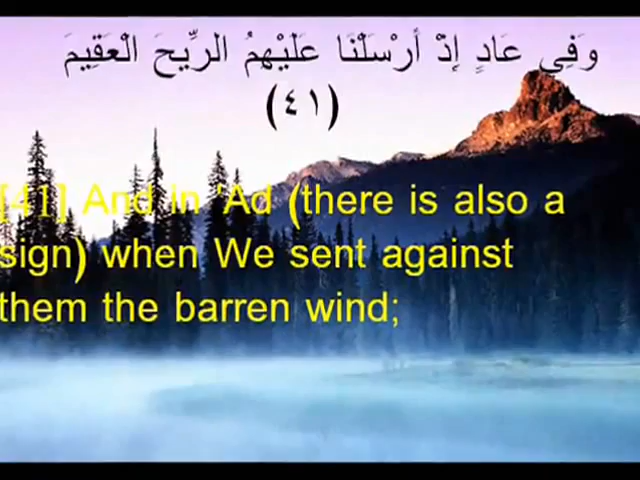 وَفِي عَادٍ إِذْ أَرْسَلْنَا عَلَيْهِمُ الرِّيحَ الْعَقِيمَ
(٤١)
[41] And in 'Ad (there is also a
sign) when We sent against
them the barren wind;